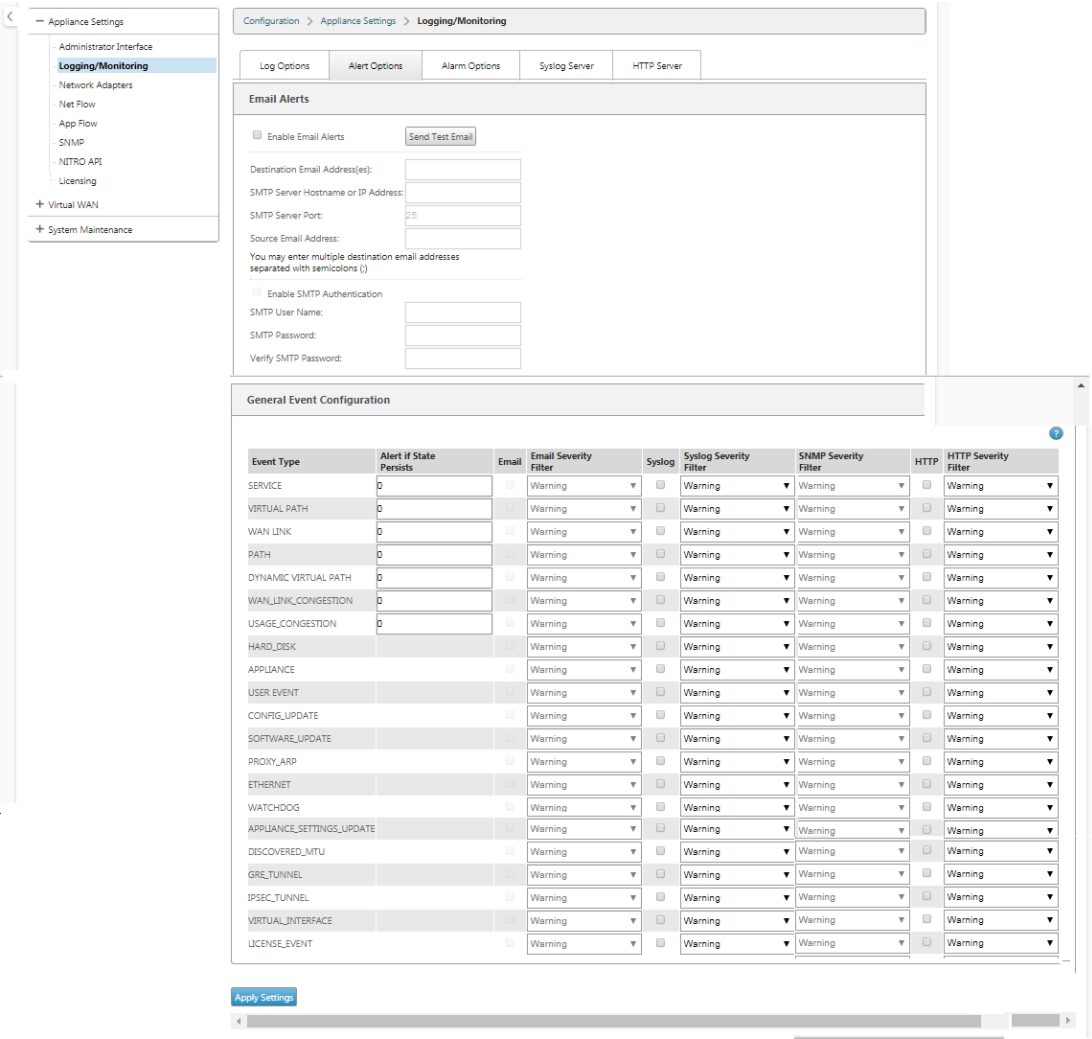 Appliance Settings
Administrator Interface
Logging/Monitoring
Network Adapters
Net Flow
App Flow
SNMP
NITRO API
Licensing
Virtual WAN
System Maintenance
Configuration > Appliance Settings > Logging/Monitoring
Log Options Alert Options Alarm Options Syslog Server HTTP Server
Email Alerts
Enable Email Alerts Send Test Email
Destination Email Address(es):
SMTP Server Hostname or IP Address:
SMTP Server Port: 25
Source Email Address:
You may enter multiple destination email addresses
separated with semicolons (;)
Enable SMTP Authentication
SMTP User Name:
SMTP Password:
Verify SMTP Password:
General Event Configuration
?
Event Type Alert if State Persists Email Email Severity Filter Syslog Syslog Severity Filter SNMP Severity Filter HTTP HTTP Severity Filter
SERVICE 0 Warning Warning Warning Warning
VIRTUAL PATH 0 Warning Warning Warning Warning
WAN LINK 0 Warning Warning Warning Warning
PATH 0 Warning Warning Warning Warning
DYNAMIC VIRTUAL PATH 0 Warning Warning Warning Warning
WAN_LINK_CONGESTION 0 Warning Warning Warning Warning
USAGE_CONGESTION 0 Warning Warning Warning Warning
HARD_DISK Warning Warning Warning Warning
APPLIANCE Warning Warning Warning Warning
USER EVENT Warning Warning Warning Warning
CONFIG_UPDATE Warning Warning Warning Warning
SOFTWARE_UPDATE Warning Warning Warning Warning
PROXY_ARP Warning Warning Warning Warning
ETHERNET Warning Warning Warning Warning
WATCHDOG Warning Warning Warning Warning
APPLIANCE_SETTINGS_UPDATE Warning Warning Warning Warning
DISCOVERED_MTU Warning Warning Warning Warning
GRE_TUNNEL Warning Warning Warning Warning
IPSEC_TUNNEL Warning Warning Warning Warning
VIRTUAL_INTERFACE Warning Warning Warning Warning
LICENSE_EVENT Warning Warning Warning Warning
Apply Settings